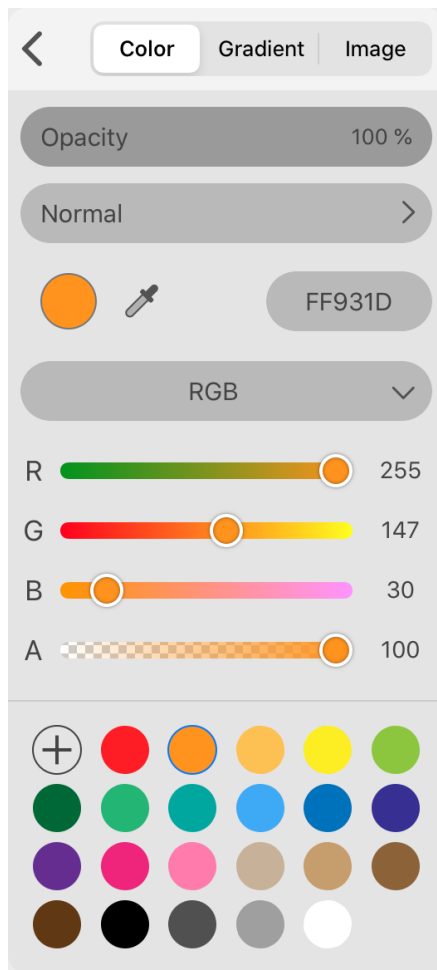 Color Gradient Image
Opacity 100 %
Normal
FF931D
RGB
R 255
G 147
B 30
A 100